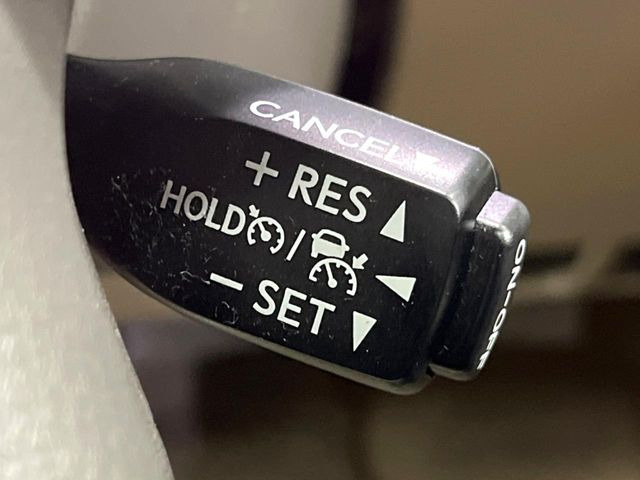 CANCEL
+ RES
HOLD /
- SET
ON-OFF